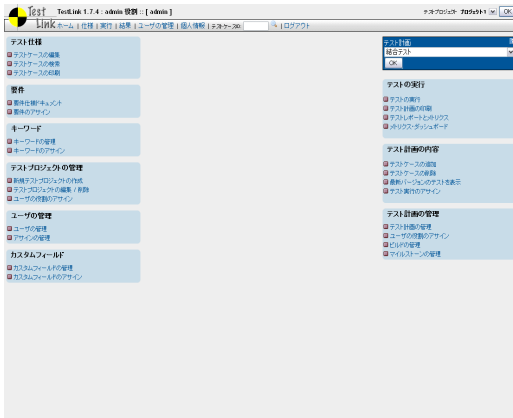 Test Link
TestLink 1.7.4 : admin 役割 :: [ admin ]
テストプロジェクト プロジェクト1 OK
ホーム | 仕様 | 実行 | 結果 | ユーザの管理 | 個人情報 | テストケースID: | ログアウト
テスト仕様
テストケースの編集
テストケースの検索
テストケースの印刷
要件
要件仕様ドキュメント
要件のアサイン
キーワード
キーワードの管理
キーワードのアサイン
テストプロジェクトの管理
新規テストプロジェクトの作成
テストプロジェクトの編集 / 削除
ユーザの役割のアサイン
ユーザの管理
ユーザの管理
アサインの管理
カスタムフィールド
カスタムフィールドの管理
カスタムフィールドのアサイン
テスト計画
結合テスト
OK
テストの実行
テストの実行
テスト計画の印刷
テストレポートとメトリクス
メトリクス・ダッシュボード
テスト計画の内容
テストケースの追加
テストケースの削除
最新バージョンのテストを表示
テスト実行のアサイン
テスト計画の管理
テスト計画の管理
ユーザの役割のアサイン
ビルドの管理
マイルストーンの管理